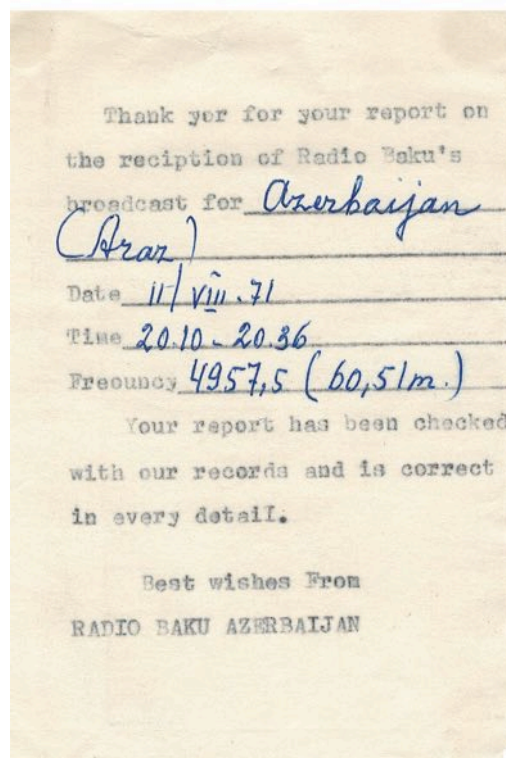 Thank yor for your report on
the reciption of Radio Baku's
broadcast for Azerbaijan
(Araz)
Date 11/VIII.71
Time 20.10 - 20.36
Freouncy 4957,5 (60,51m.)
Your report has been checked
with our records and is correct
in every detail.
Best wishes From
RADIO BAKU AZERBAIJAN